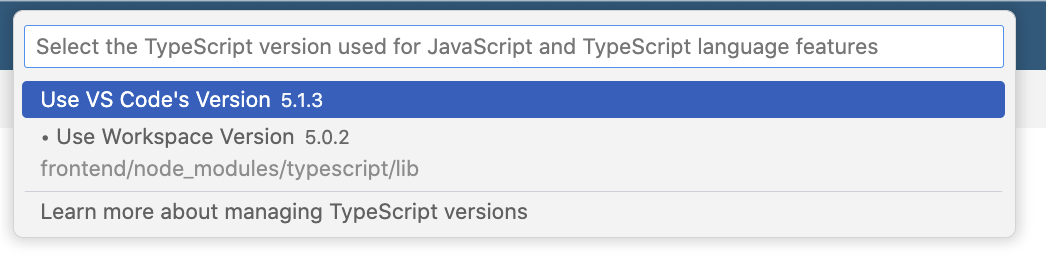 Select the TypeScript version used for JavaScript and TypeScript language features
Use VS Code's Version 5.1.3
• Use Workspace Version 5.0.2
frontend/node_modules/typescript/lib
Learn more about managing TypeScript versions